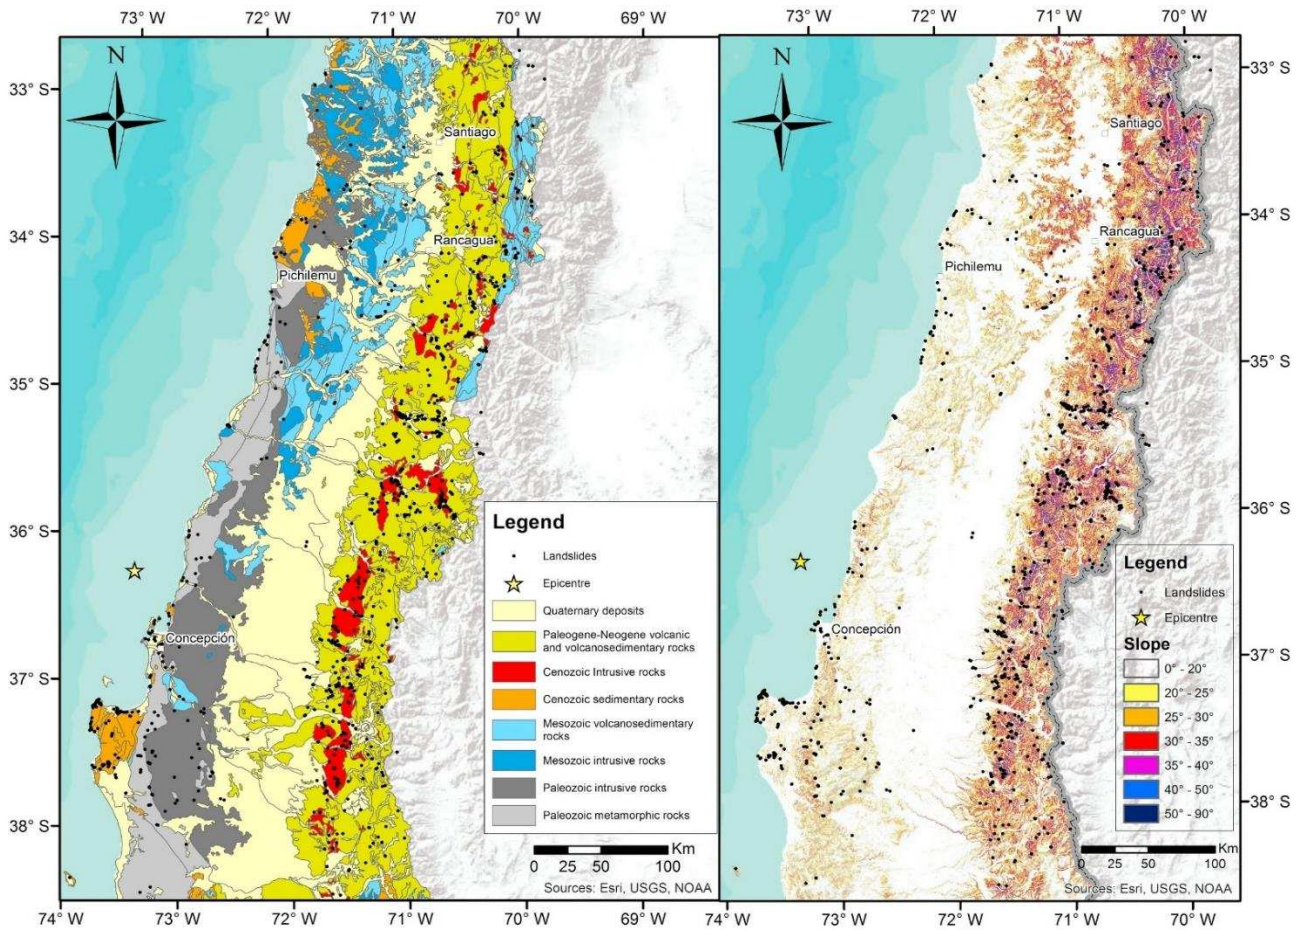 73° W 72° W 71° W 70° W 69° W
73° W 72° W 71° W 70° W
N
33° S
34° S
35° S
36° S
37° S
38° S
Santiago
Rancagua
Pichilemu
Concepción
Legend
Landslides
Epicentre
Quaternary deposits
Paleogene-Neogene volcanic
and volcanosedimentary rocks
Cenozoic Intrusive rocks
Cenozoic sedimentary rocks
Mesozoic volcanosedimentary
rocks
Mesozoic intrusive rocks
Paleozoic intrusive rocks
Paleozoic metamorphic rocks
Km
0 25 50 100
Sources: Esri, USGS, NOAA
74° W 73° W 72° W 71° W 70° W
N
Santiago
Rancagua
Pichilemu
Concepción
33° S
34° S
35° S
36° S
37° S
38° S
Legend
Landslides
Epicentre
Slope
0° - 20°
20° - 25°
25° - 30°
30° - 35°
35° - 40°
40° - 50°
50° - 90°
Km
0 25 50 100
Sources: Esri, USGS, NOAA
74° W 73° W 72° W 71° W 70° W